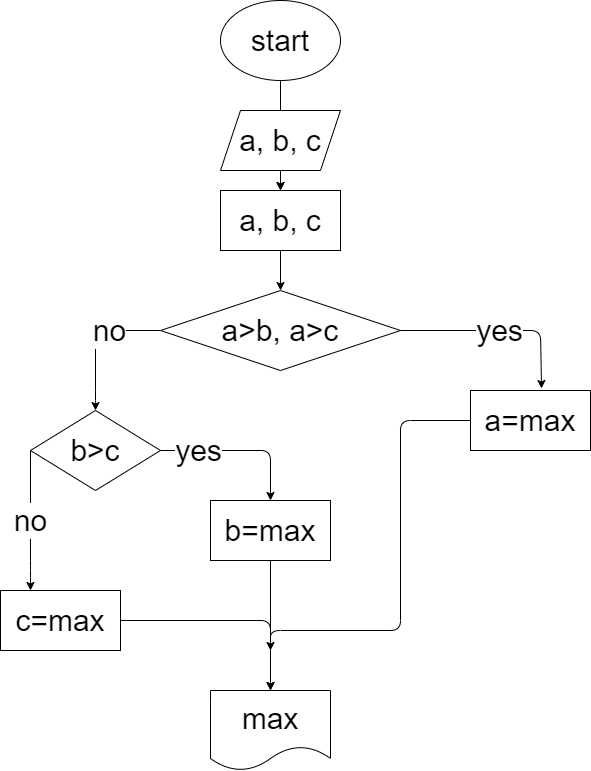 start
a, b, c
a, b, c
a>b, a>c
no
yes
a=max
b>c
yes
no
b=max
c=max
max